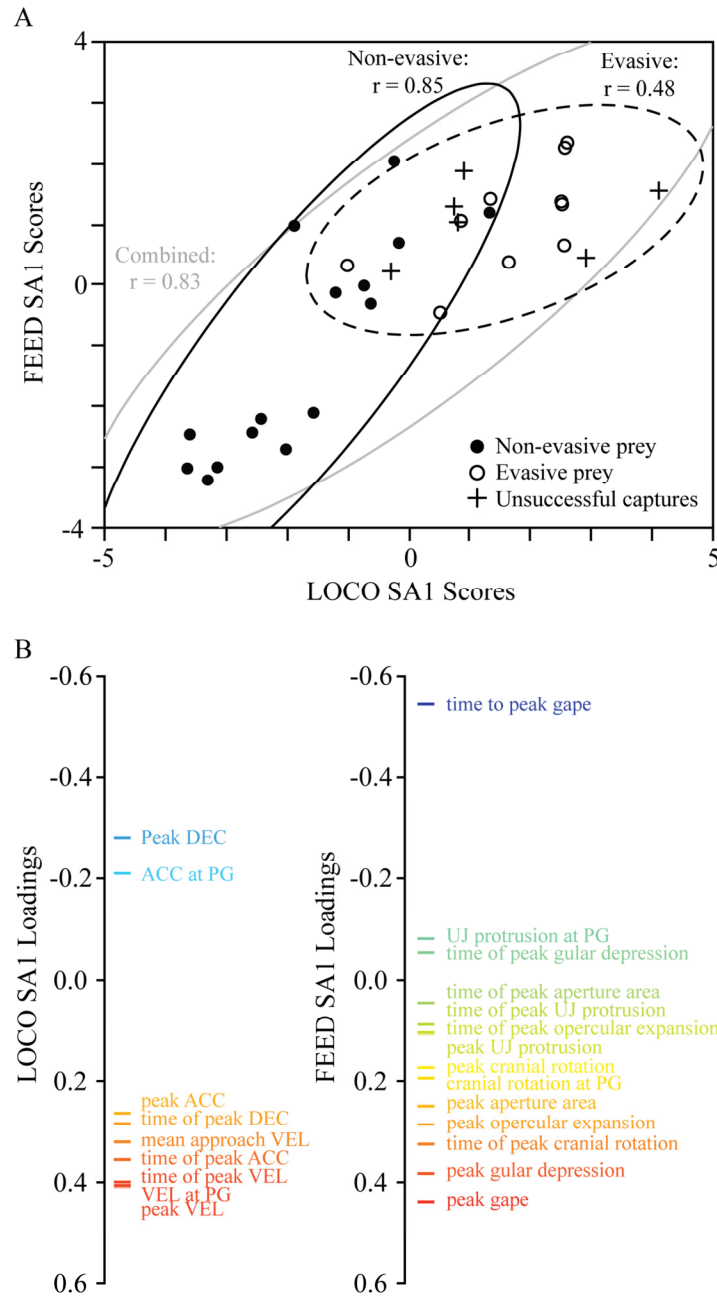 A
4
Non-evasive:
r = 0.85
Evasive:
r = 0.48
Combined:
r = 0.83
FEED SA1 Scores
0
Non-evasive prey
Evasive prey
Unsuccessful captures
-4
-5
0
5
LOCO SA1 Scores
B
-0.6
-0.4
-0.2
0.0
0.2
0.4
0.6
LOCO SA1 Loadings
Peak DEC
ACC at PG
peak ACC
time of peak DEC
mean approach VEL
time of peak ACC
time of peak VEL
VEL at PG
peak VEL
-0.6
-0.4
-0.2
0.0
0.2
0.4
0.6
FEED SA1 Loadings
time to peak gape
UJ protrusion at PG
time of peak gular depression
time of peak aperture area
time of peak UJ protrusion
time of peak opercular expansion
peak UJ protrusion
peak cranial rotation
cranial rotation at PG
peak aperture area
peak opercular expansion
time of peak cranial rotation
peak gular depression
peak gape